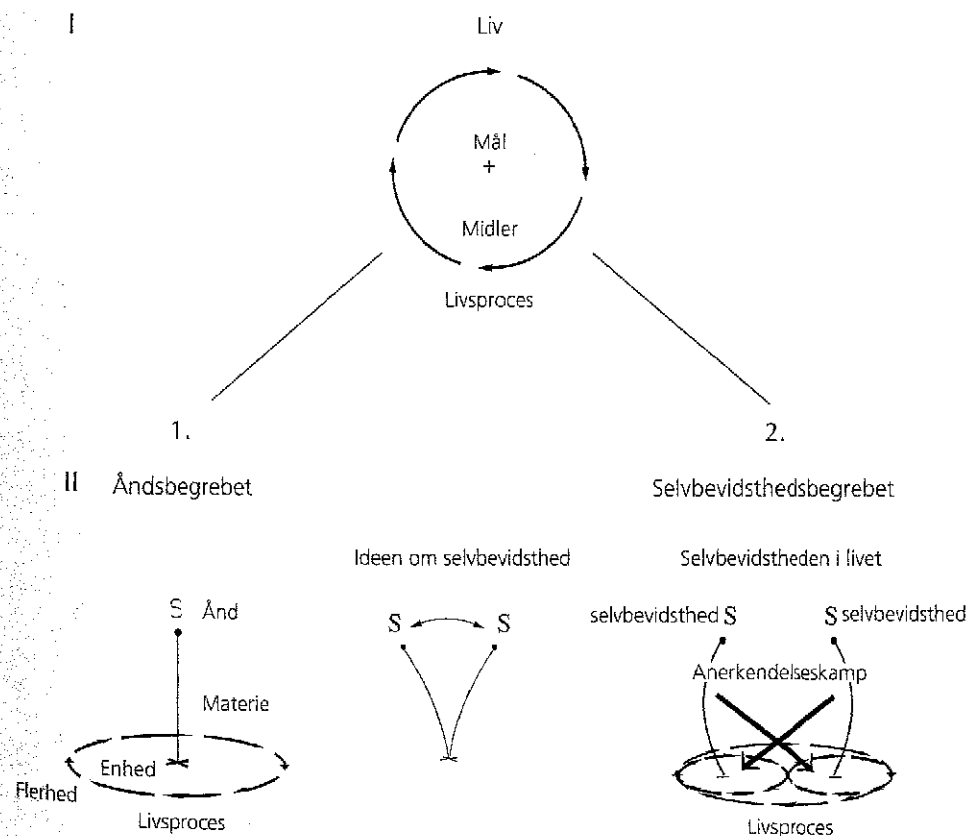 I
Liv
Mål
+
Midler
Livsproces
1.
2.
II
Åndsbegrebet
Selvbevidsthedsbegrebet
Ideen om selvbevidsthed
Selvbevidstheden i livet
S Ånd
S S
selvbevidsthed S
S selvbevidsthed
Anerkendelseskamp
Materie
Enhed
Flerhed
Livsproces
Livsproces